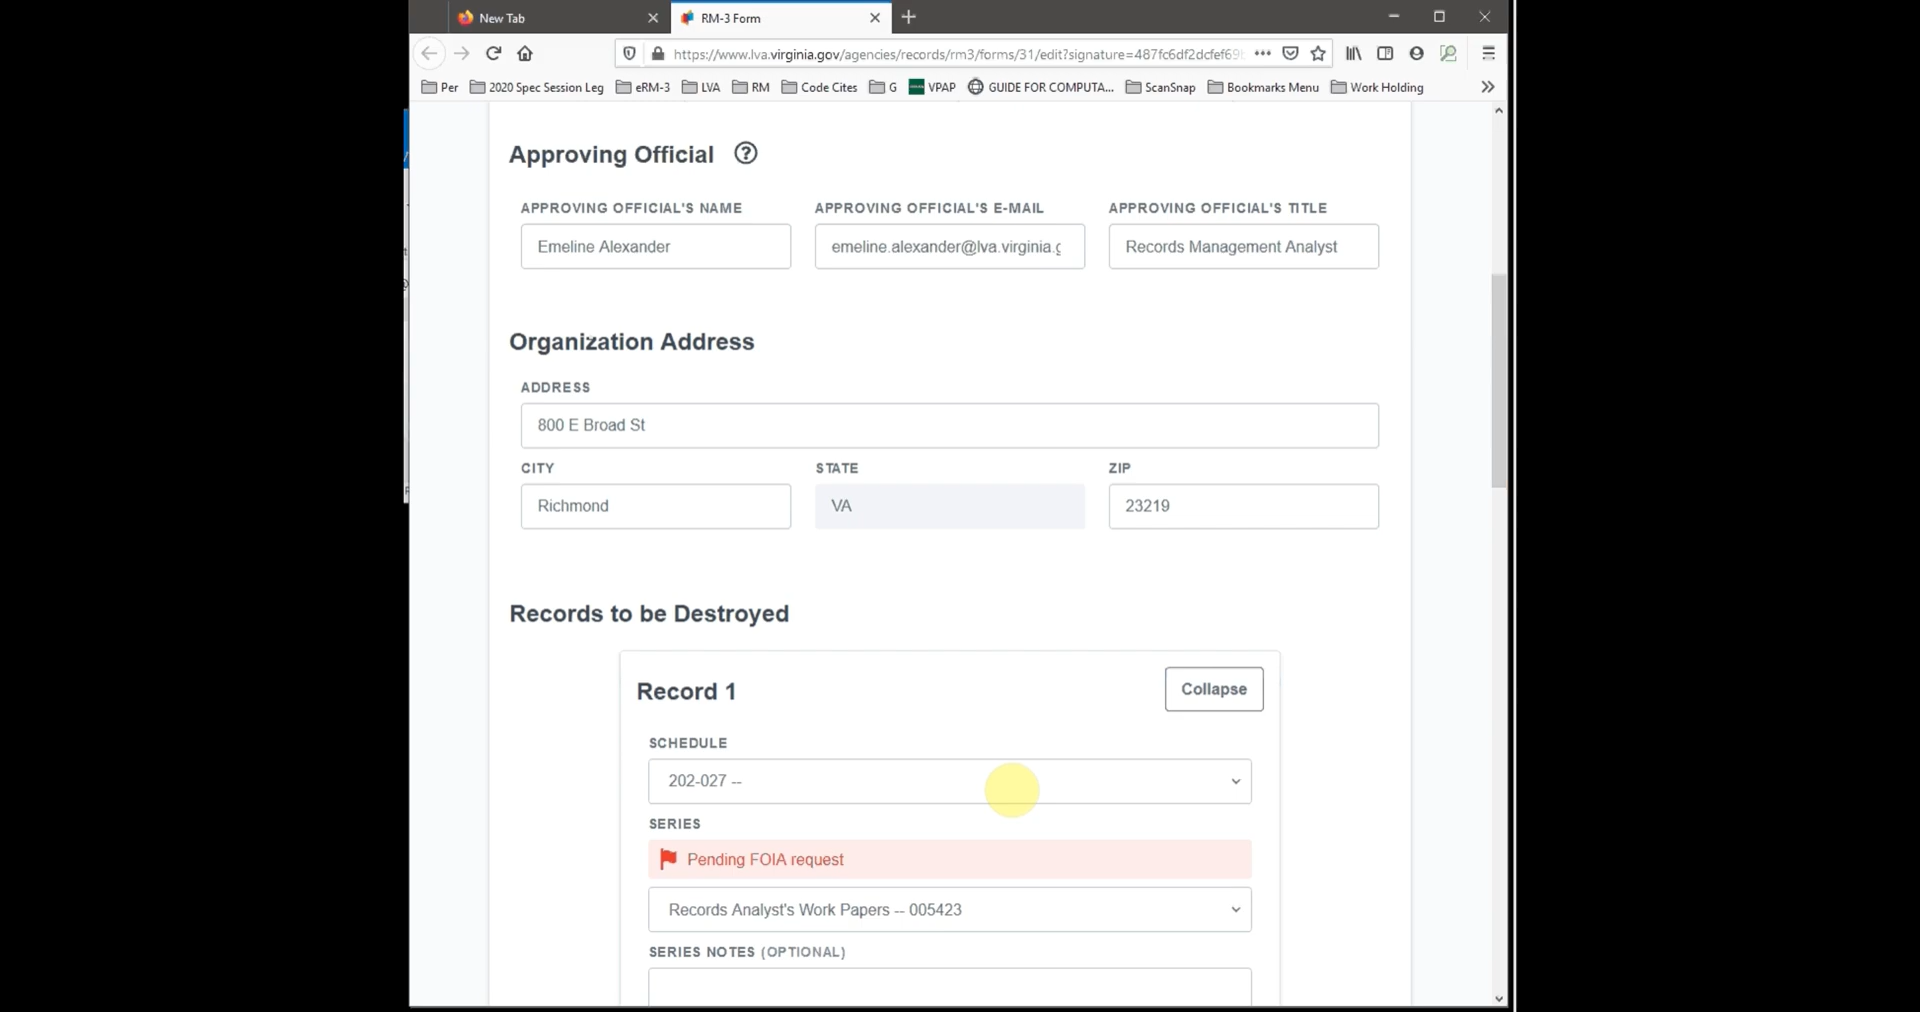 New Tab
RM-3 Form
https://www.lva.virginia.gov/agencies/records/rm3/forms/31/edit?signature=487fc6df2dcfef69
Per 2020 Spec Session Leg eRM-3 LVA RM Code Cites G VPAP GUIDE FOR COMPUTA... ScanSnap Bookmarks Menu Work Holding
Approving Official
APPROVING OFFICIAL'S NAME APPROVING OFFICIAL'S E-MAIL APPROVING OFFICIAL'S TITLE
Emeline Alexander emeline.alexander@lva.virginia.g Records Management Analyst
Organization Address
ADDRESS
800 E Broad St
CITY STATE ZIP
Richmond VA 23219
Records to be Destroyed
Record 1 Collapse
SCHEDULE
202-027 --
SERIES
Pending FOIA request
Records Analyst's Work Papers -- 005423
SERIES NOTES (OPTIONAL)